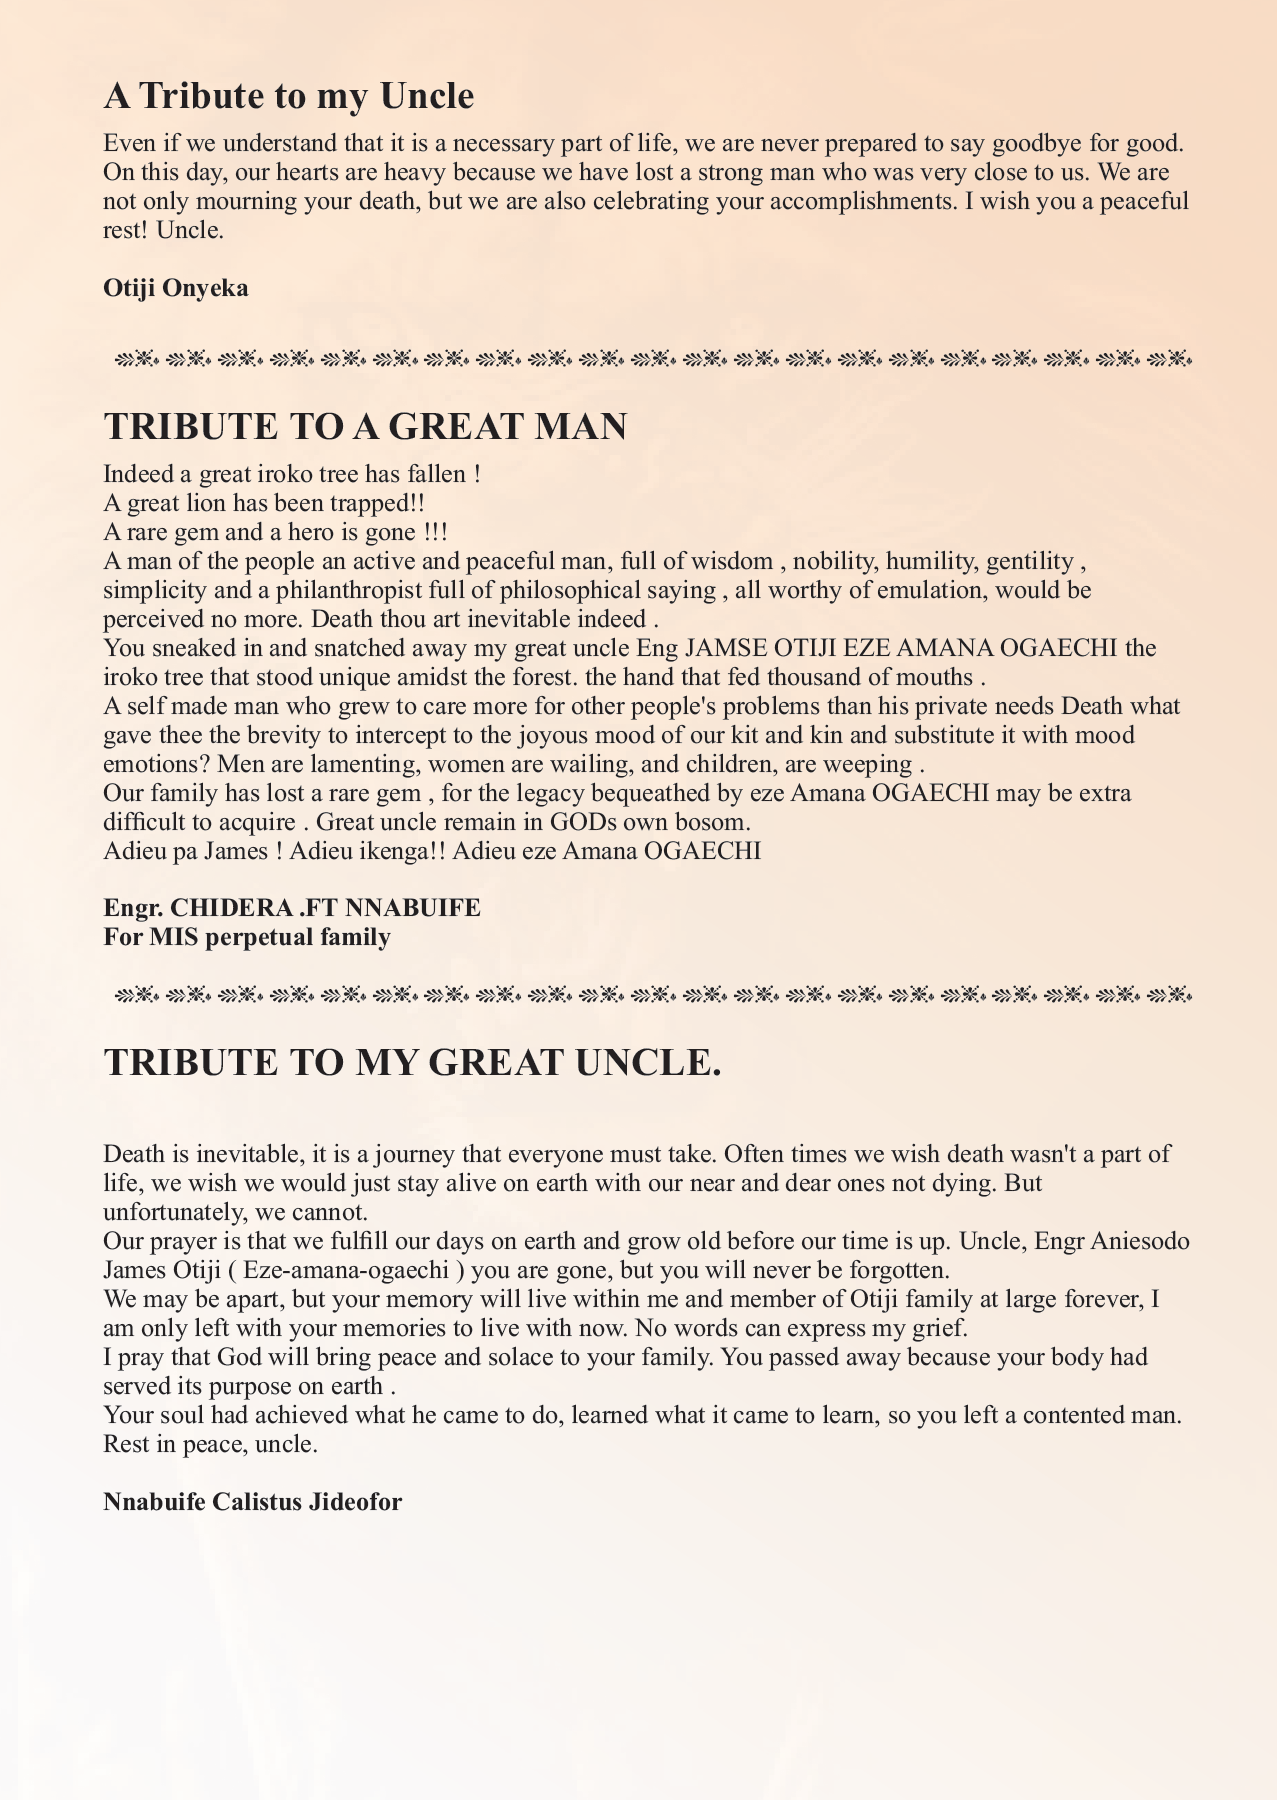 A Tribute to my Uncle
Even if we understand that it is a necessary part of life, we are never prepared to say goodbye for good.
On this day, our hearts are heavy because we have lost a strong man who was very close to us. We are
not only mourning your death, but we are also celebrating your accomplishments. I wish you a peaceful
rest! Uncle.
Otiji Onyeka
TRIBUTE TO A GREAT MAN
Indeed a great iroko tree has fallen !
A great lion has been trapped!!
A rare gem and a hero is gone !!!
A man of the people an active and peaceful man, full of wisdom , nobility, humility, gentility ,
simplicity and a philanthropist full of philosophical saying , all worthy of emulation, would be
perceived no more. Death thou art inevitable indeed .
You sneaked in and snatched away my great uncle Eng JAMSE OTIJI EZE AMANA OGAECHI the
iroko tree that stood unique amidst the forest. the hand that fed thousand of mouths .
A self made man who grew to care more for other people's problems than his private needs Death what
gave thee the brevity to intercept to the joyous mood of our kit and kin and substitute it with mood
emotions? Men are lamenting, women are wailing, and children, are weeping .
Our family has lost a rare gem , for the legacy bequeathed by eze Amana OGAECHI may be extra
difficult to acquire . Great uncle remain in GODs own bosom.
Adieu pa James ! Adieu ikenga!! Adieu eze Amana OGAECHI
Engr. CHIDERA .FT NNABUIFE
For MIS perpetual family
TRIBUTE TO MY GREAT UNCLE.
Death is inevitable, it is a journey that everyone must take. Often times we wish death wasn't a part of
life, we wish we would just stay alive on earth with our near and dear ones not dying. But
unfortunately, we cannot.
Our prayer is that we fulfill our days on earth and grow old before our time is up. Uncle, Engr Aniesodo
James Otiji ( Eze-amana-ogaechi ) you are gone, but you will never be forgotten.
We may be apart, but your memory will live within me and member of Otiji family at large forever, I
am only left with your memories to live with now. No words can express my grief.
I pray that God will bring peace and solace to your family. You passed away because your body had
served its purpose on earth .
Your soul had achieved what he came to do, learned what it came to learn, so you left a contented man.
Rest in peace, uncle.
Nnabuife Calistus Jideofor